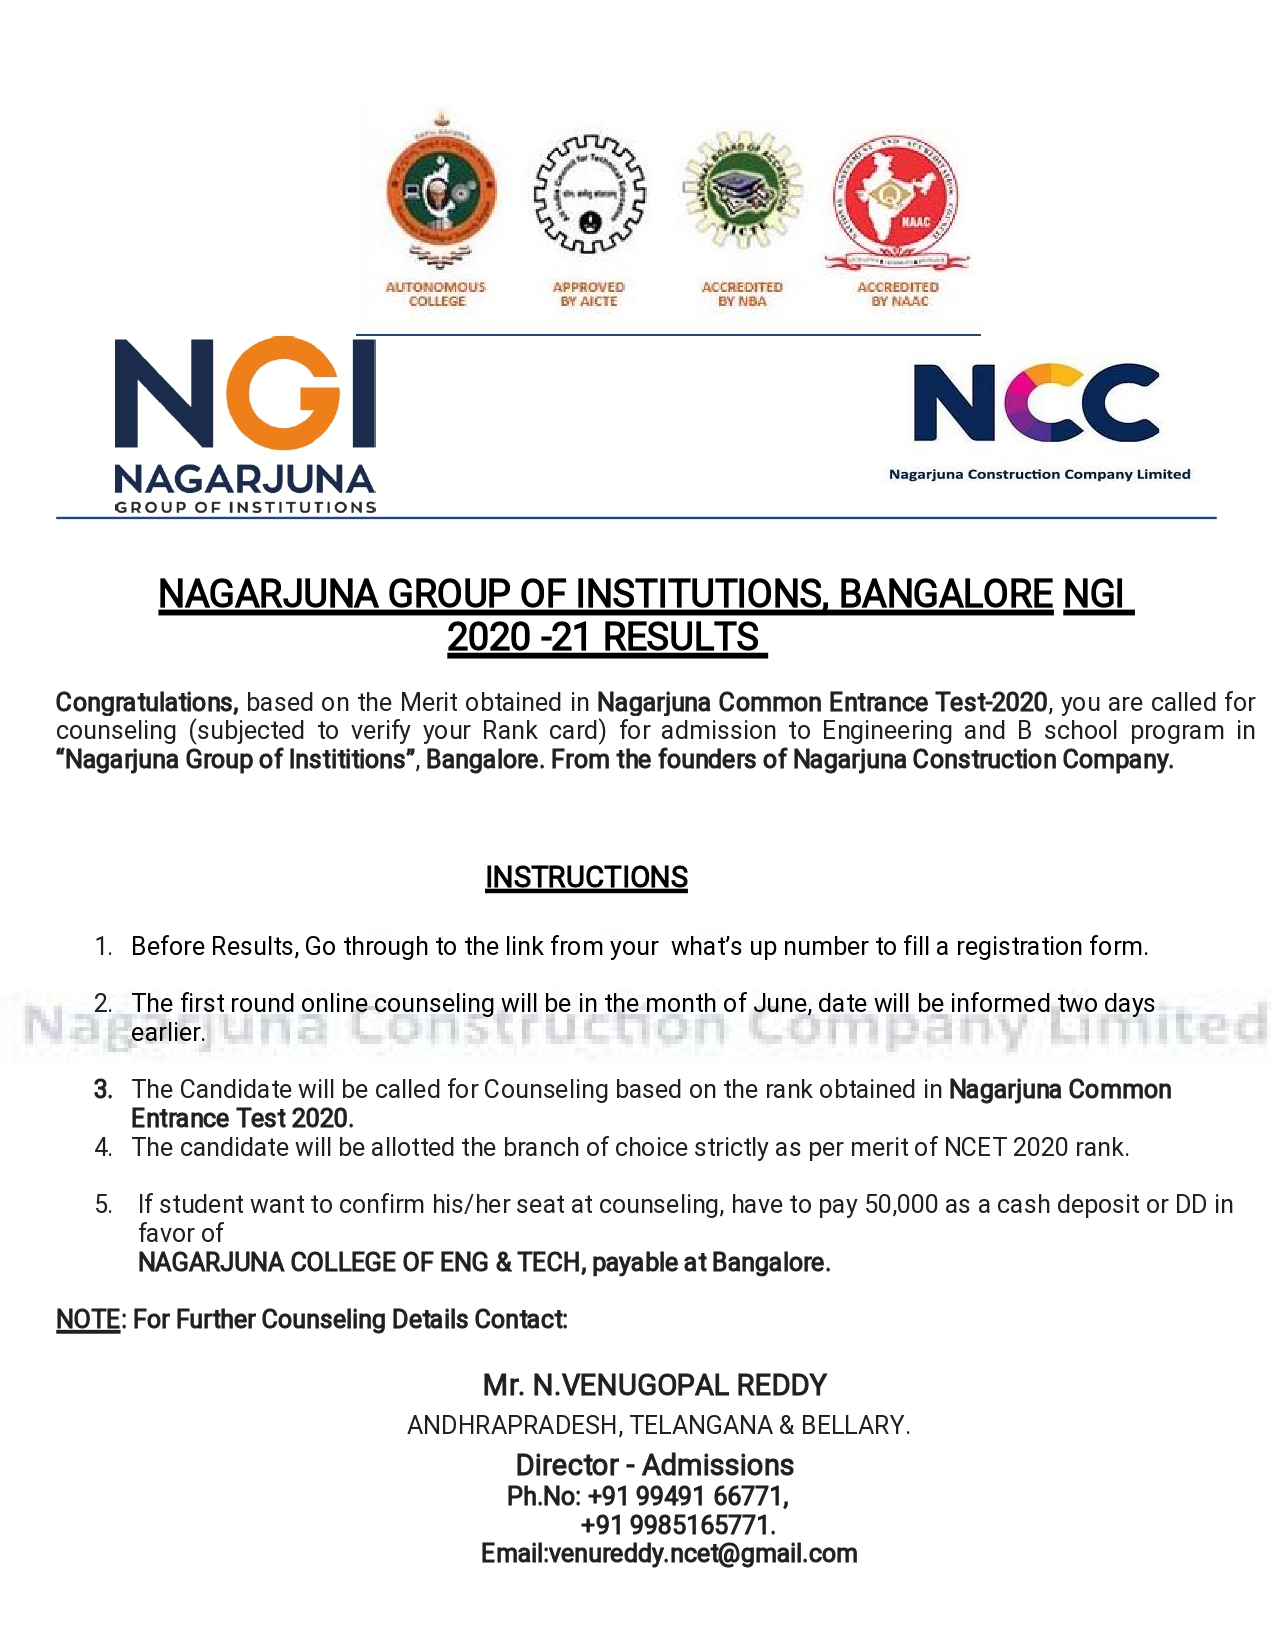 AUTONOMOUS
COLLEGE
APPROVED
BY AICTE
ACCREDITED
BY NBA
NAAC
ACCREDITED
BY NAAC
NGI
NAGARJUNA
GROUP OF INSTITUTIONS
NCC
Nagarjuna Construction Company Limited
NAGARJUNA GROUP OF INSTITUTIONS, BANGALORE NGI
2020 -21 RESULTS
Congratulations, based on the Merit obtained in Nagarjuna Common Entrance Test-2020, you are called for
counseling (subjected to verify your Rank card) for admission to Engineering and B school program in
“Nagarjuna Group of Instititions”, Bangalore. From the founders of Nagarjuna Construction Company.
INSTRUCTIONS
1. Before Results, Go through to the link from your what’s up number to fill a registration form.
2. The first round online counseling will be in the month of June, date will be informed two days
earlier.
Nagarjuna Construction Company Limited
3. The Candidate will be called for Counseling based on the rank obtained in Nagarjuna Common
Entrance Test 2020.
4. The candidate will be allotted the branch of choice strictly as per merit of NCET 2020 rank.
5. If student want to confirm his/her seat at counseling, have to pay 50,000 as a cash deposit or DD in
favor of
NAGARJUNA COLLEGE OF ENG & TECH, payable at Bangalore.
NOTE: For Further Counseling Details Contact:
Mr. N.VENUGOPAL REDDY
ANDHRAPRADESH, TELANGANA & BELLARY.
Director - Admissions
Ph.No: +91 99491 66771,
+91 9985165771.
Email:venureddy.ncet@gmail.com